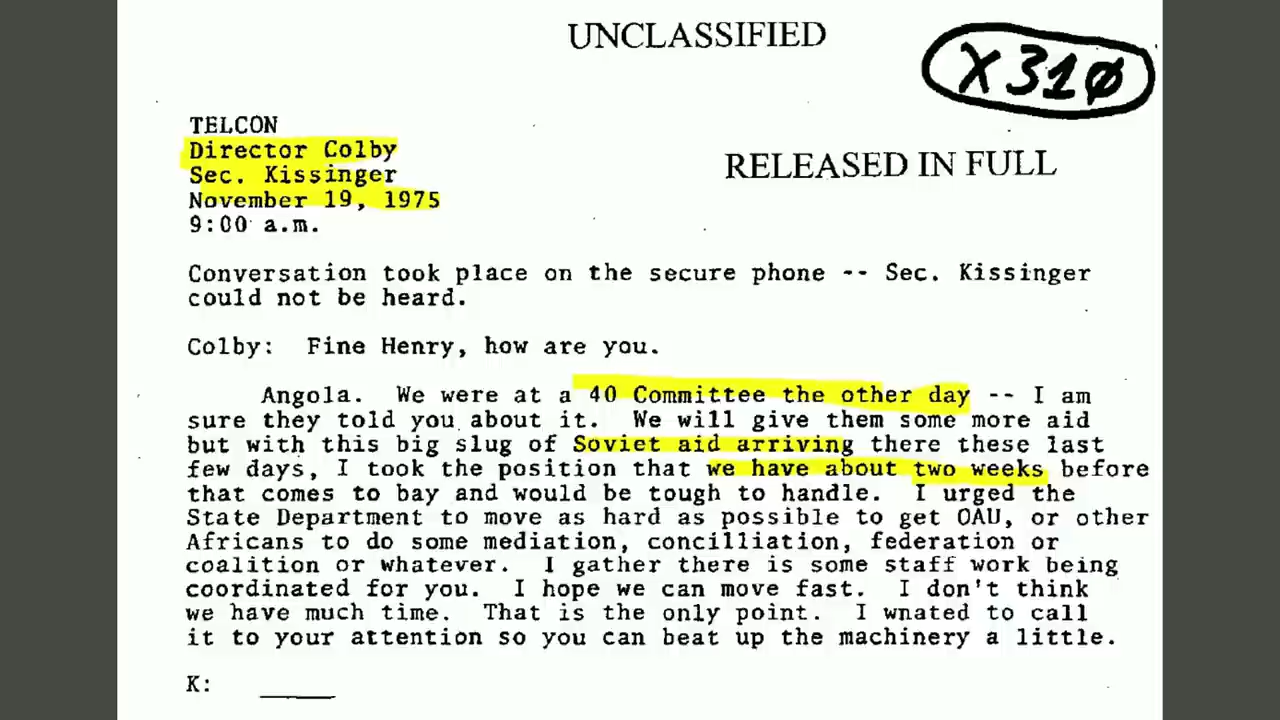 UNCLASSIFIED
X310
TELCON
Director Colby
Sec. Kissinger
RELEASED IN FULL
November 19, 1975
9:00 a.m.
Conversation took place on the secure phone -- Sec. Kissinger
could not be heard.
Colby: Fine Henry, how are you.
Angola. We were at a 40 Committee the other day -- I am
sure they told you about it. We will give them some more aid
but with this big slug of Soviet aid arriving there these last
few days, I took the position that we have about two weeks before
that comes to bay and would be tough to handle. I urged the
State Department to move as hard as possible to get OAU, or other
Africans to do some mediation, concilliation, federation or
coalition or whatever. I gather there is some staff work being
coordinated for you. I hope we can move fast. I don't think
we have much time. That is the only point. I wnated to call
it to your attention so you can beat up the machinery a little.
K: _____